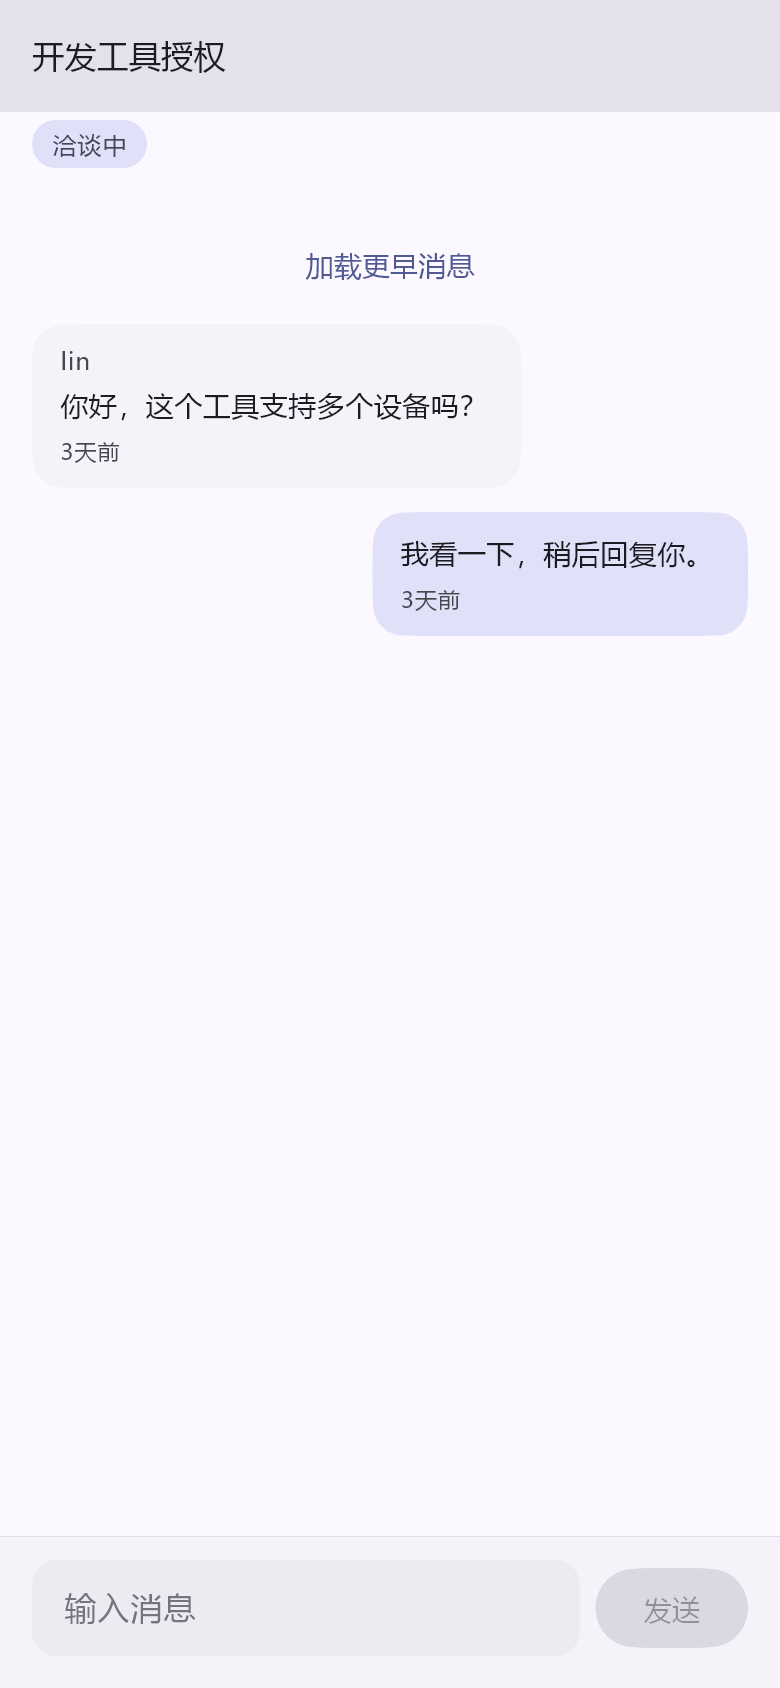 开发工具授权
洽谈中
加载更早消息
lin
你好，这个工具支持多个设备吗？
3天前
我看一下，稍后回复你。
3天前
输入消息
发送